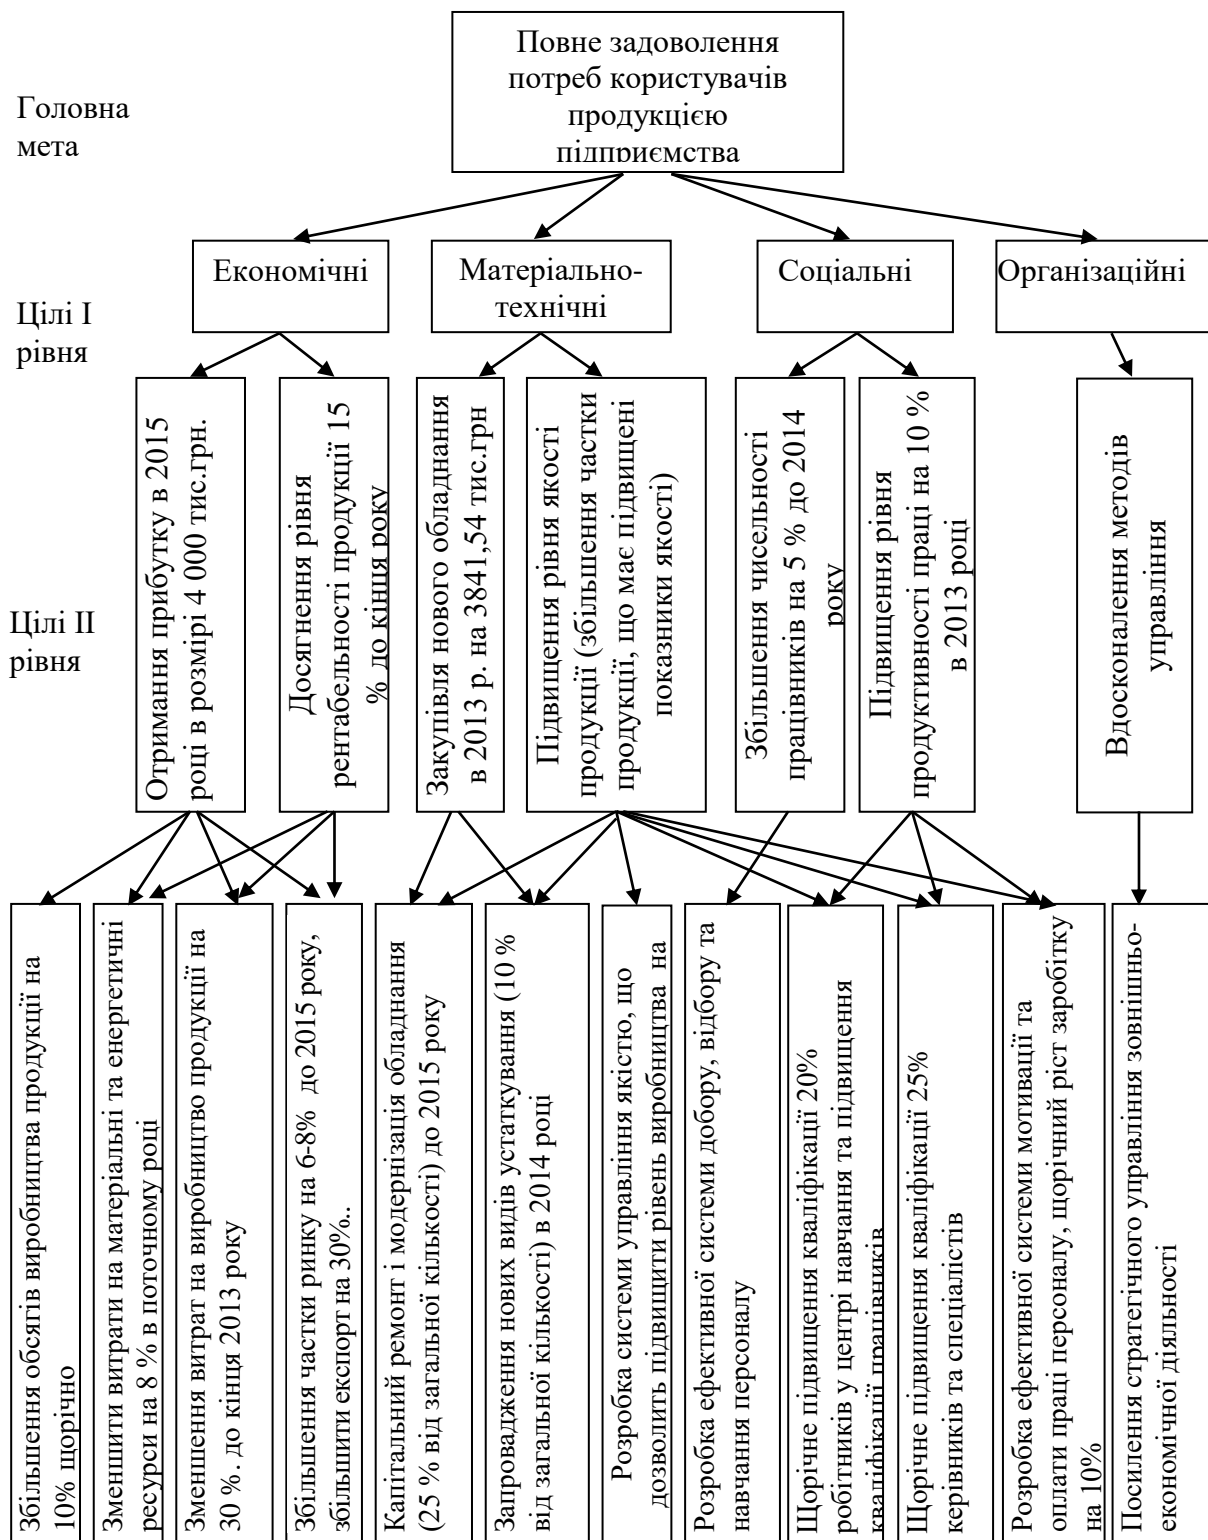 Повне задоволення
потреб користувачів
продукцією
підприємства
Головна
мета
Економічні
Матеріально-
технічні
Соціальні
Організаційні
Цілі І
рівня
Отримання прибутку в 2015
році в розмірі 4 000 тис.грн.
Досягнення рівня
рентабельності продукції 15
% до кінця року
Закупівля нового обладнання
в 2013 р. на 3841,54 тис.грн
Підвищення рівня якості
продукції (збільшення частки
продукції, що має підвищені
показники якості)
Збільшення чисельності
працівників на 5 % до 2014
року
Підвищення рівня
продуктивності праці на 10 %
в 2013 році
Вдосконалення методів
управління
Цілі ІІ
рівня
Збільшення обсягів виробництва продукції на
10% щорічно
Зменшити витрати на матеріальні та енергетичні
ресурси на 8 % в поточному році
Зменшення витрат на виробництво продукції на
30 %. до кінця 2013 року
Збільшення частки ринку на 6-8% до 2015 року,
збільшити експорт на 30%..
Капітальний ремонт і модернізація обладнання
(25 % від загальної кількості) до 2015 року
Запровадження нових видів устаткування (10 %
від загальної кількості) в 2014 році
Розробка системи управління якістю, що
дозволить підвищити рівень виробництва на
Розробка ефективної системи добору, відбору та
навчання персоналу
Щорічне підвищення кваліфікації 20%
робітників у центрі навчання та підвищення
кваліфікації працівників
Щорічне підвищення кваліфікації 25%
керівників та спеціалістів
Розробка ефективної системи мотивації та
оплати праці персоналу, щорічний ріст заробітку
на 10%
Посилення стратегічного управління зовнішньо-
економічної діяльності